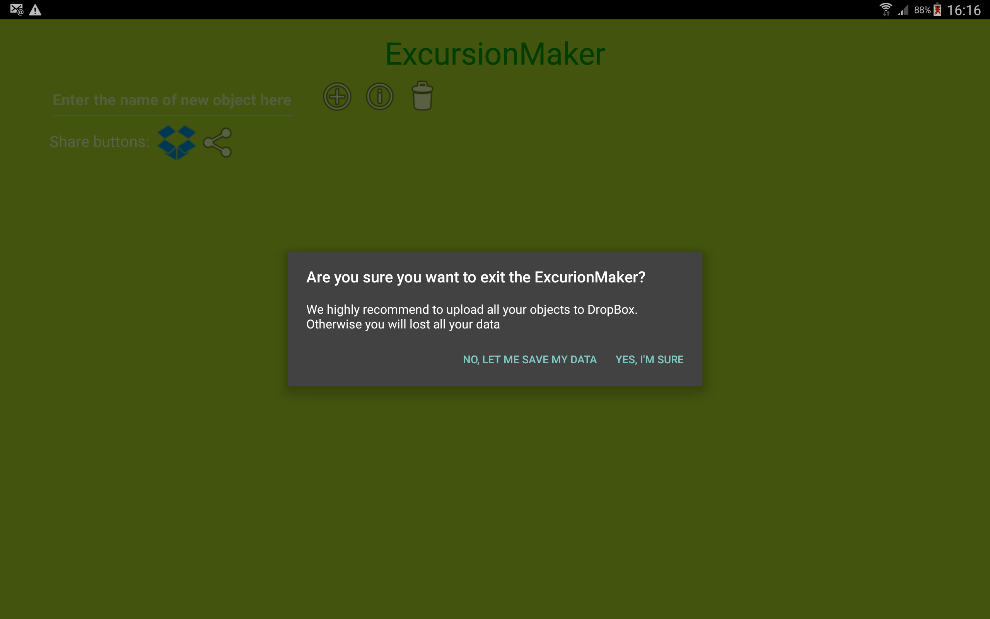 88% 16:16
ExcursionMaker
Enter the name of new object here
Share buttons:
Are you sure you want to exit the ExcurionMaker?
We highly recommend to upload all your objects to DropBox.
Otherwise you will lost all your data
NO, LET ME SAVE MY DATA YES, I'M SURE